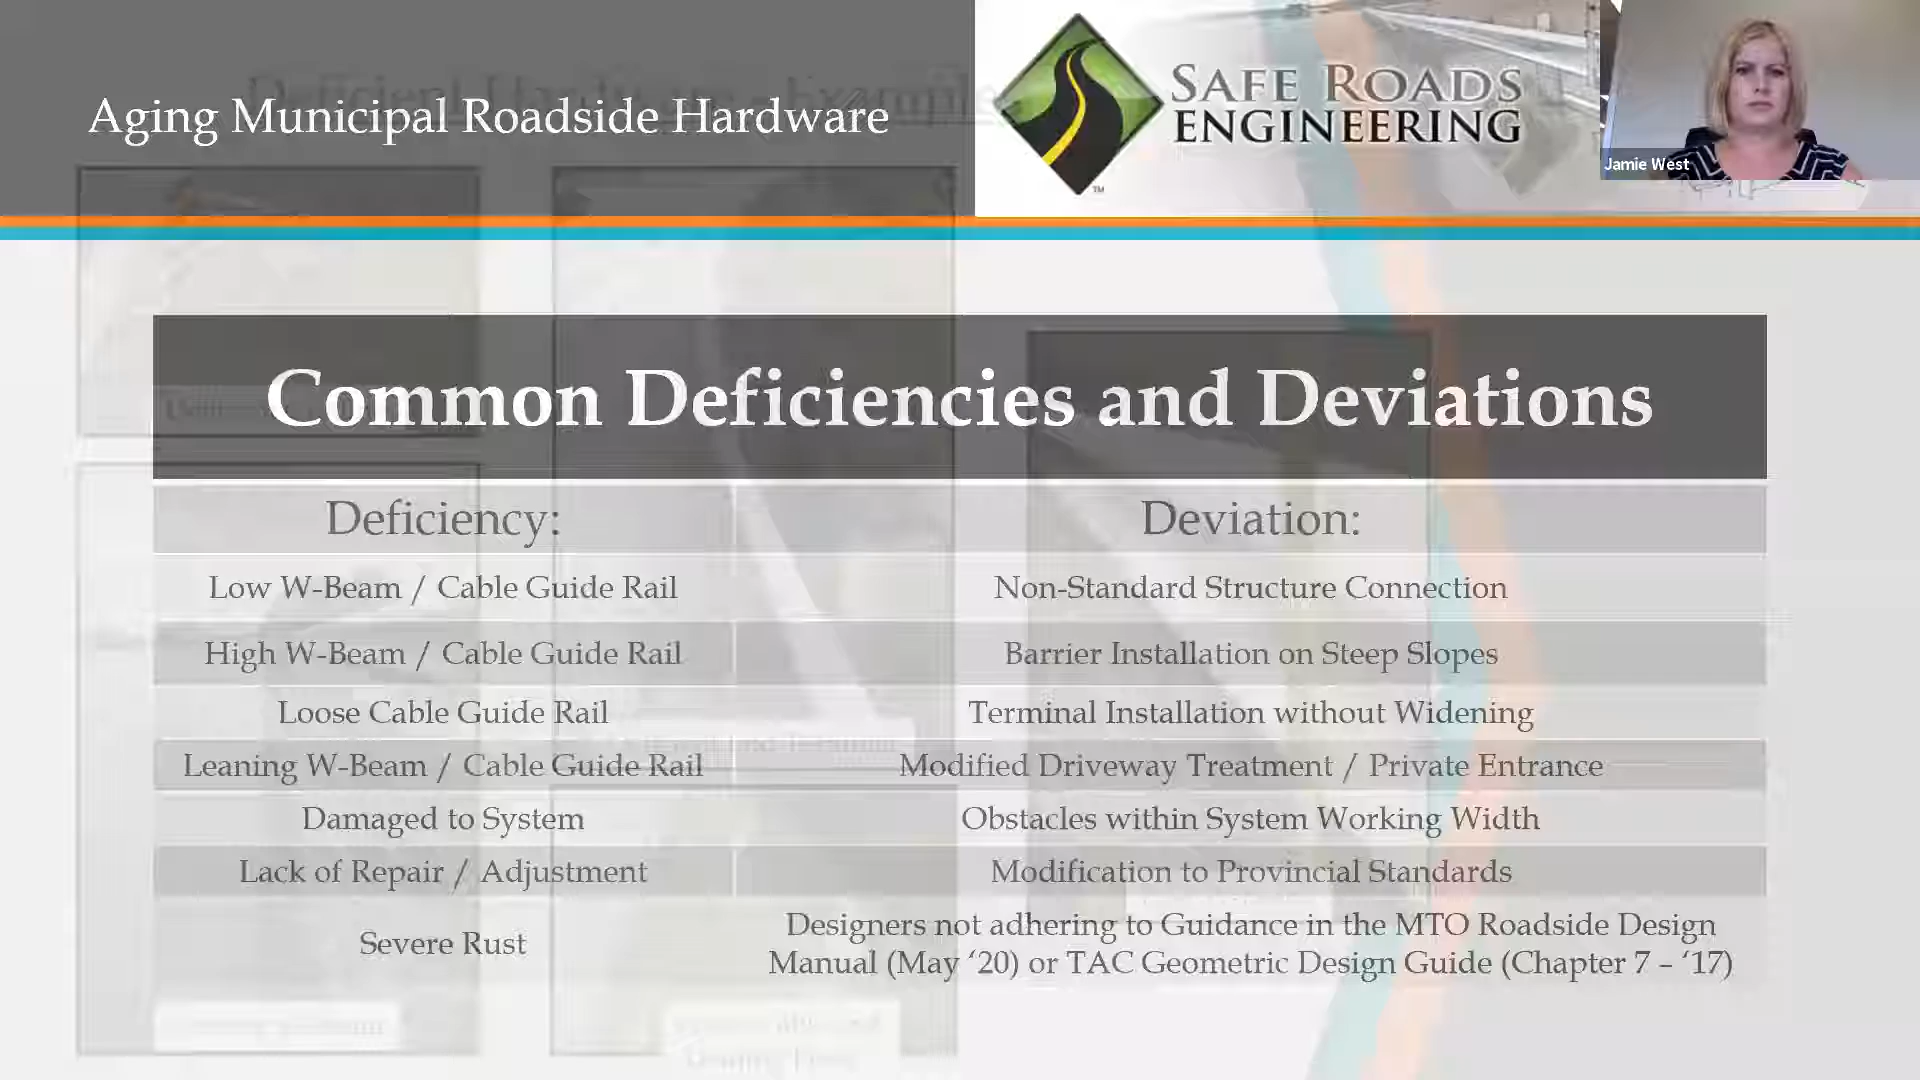 Aging Municipal Roadside Hardware
SAFE ROADS
ENGINEERING
TM
Jamie West
Common Deficiencies and Deviations
Deficiency:
Deviation:
Low W-Beam / Cable Guide Rail
Non-Standard Structure Connection
High W-Beam / Cable Guide Rail
Barrier Installation on Steep Slopes
Loose Cable Guide Rail
Terminal Installation without Widening
Leaning W-Beam / Cable Guide Rail
Modified Driveway Treatment / Private Entrance
Damaged to System
Obstacles within System Working Width
Lack of Repair / Adjustment
Modification to Provincial Standards
Severe Rust
Designers not adhering to Guidance in the MTO Roadside Design
Manual (May ‘20) or TAC Geometric Design Guide (Chapter 7 – ‘17)